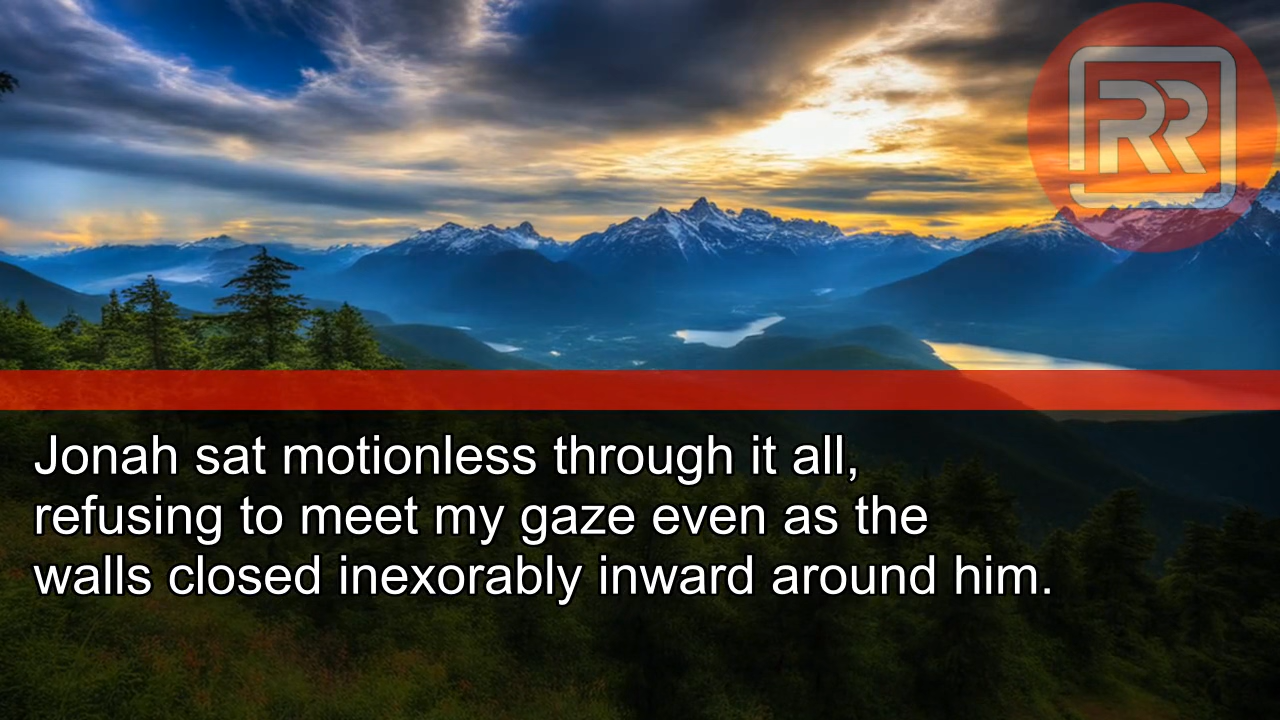 RR
Jonah sat motionless through it all,
refusing to meet my gaze even as the
walls closed inexorably inward around him.